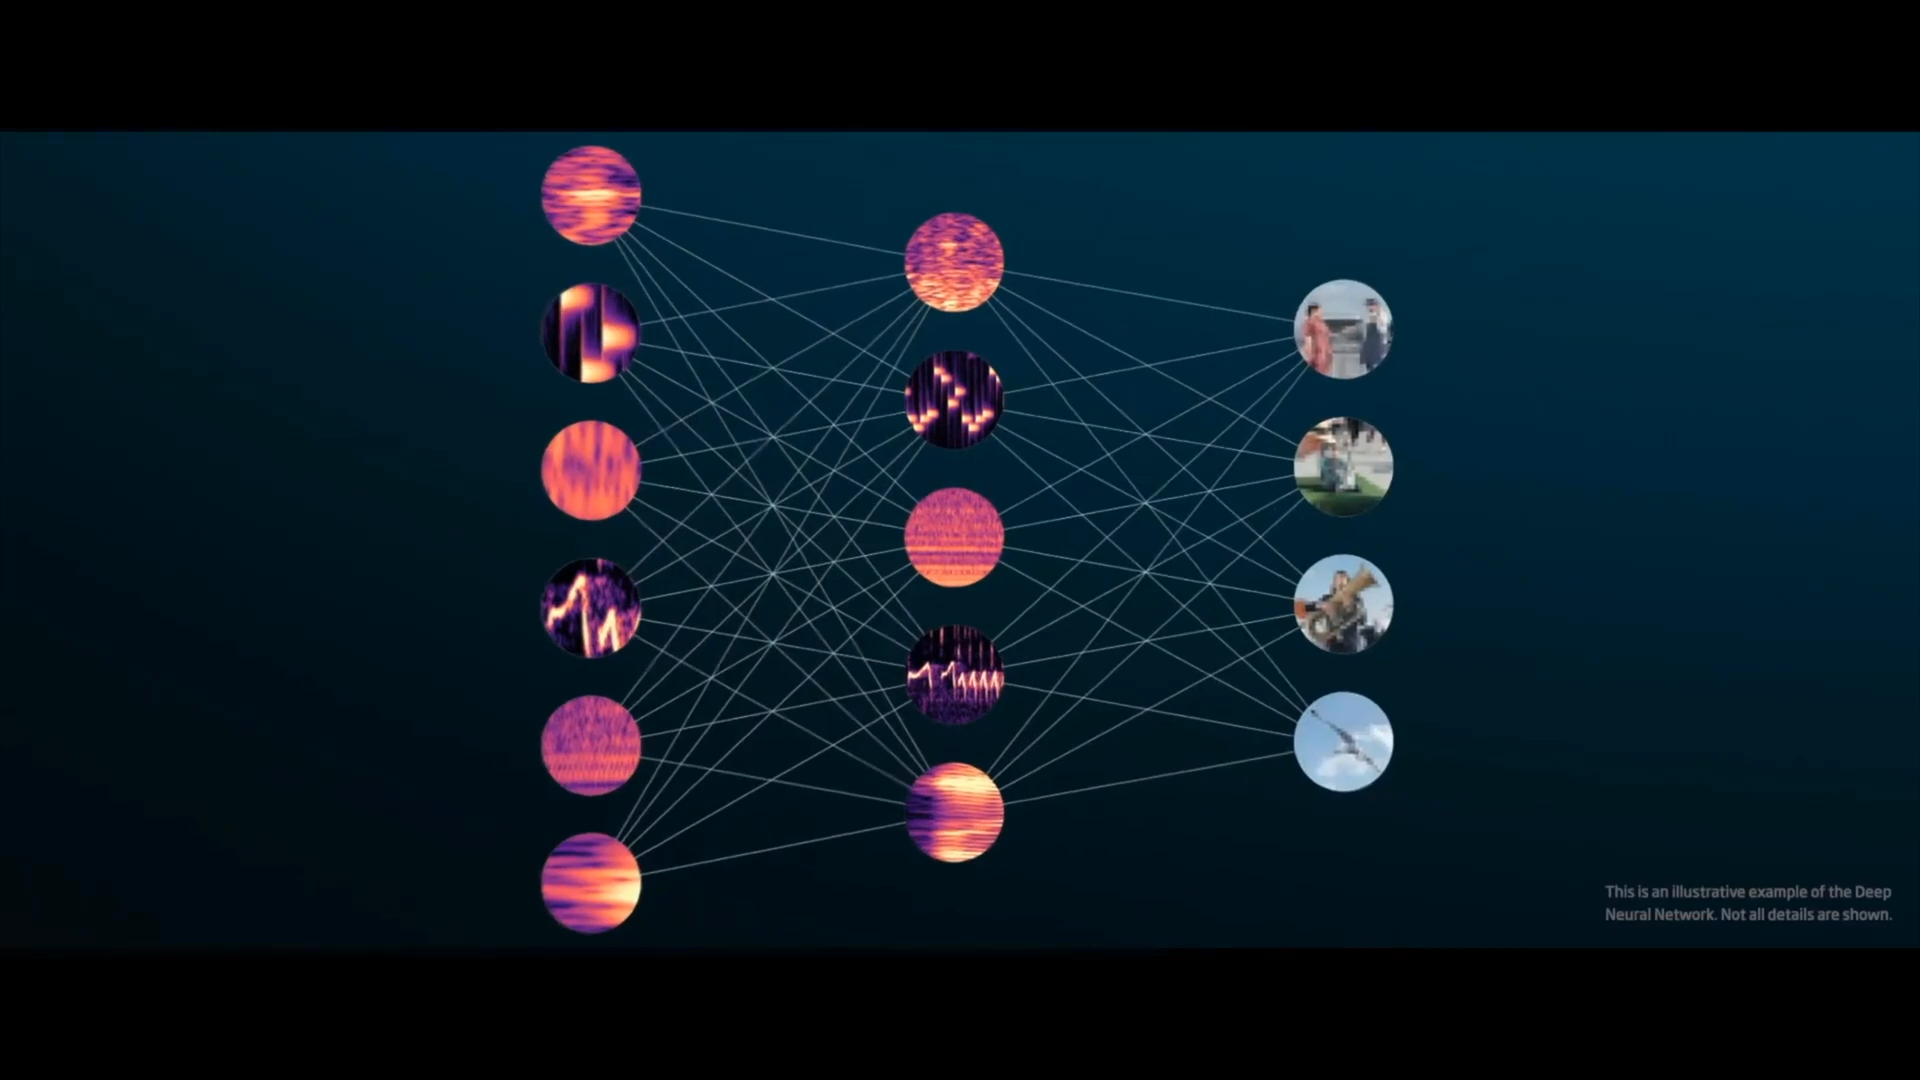 This is an illustrative example of the Deep
Neural Network. Not all details are shown.